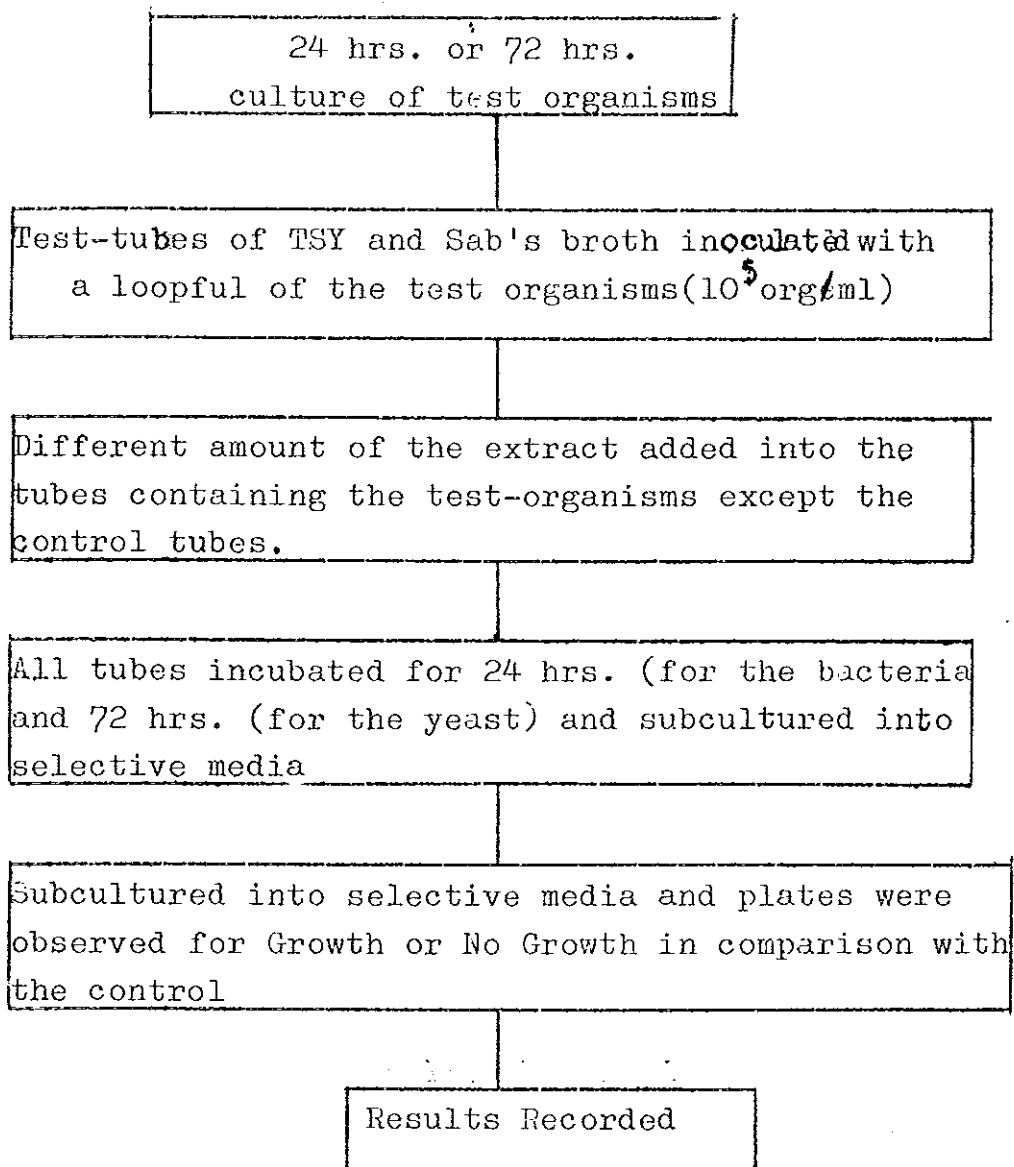 24 hrs. or 72 hrs.
culture of test organisms
Test-tubes of TSY and Sab's broth inoculated with
a loopful of the test organisms(10⁵org/ml)
Different amount of the extract added into the
tubes containing the test-organisms except the
control tubes.
All tubes incubated for 24 hrs. (for the bacteria
and 72 hrs. (for the yeast) and subcultured into
selective media
Subcultured into selective media and plates were
observed for Growth or No Growth in comparison with
the control
Results Recorded